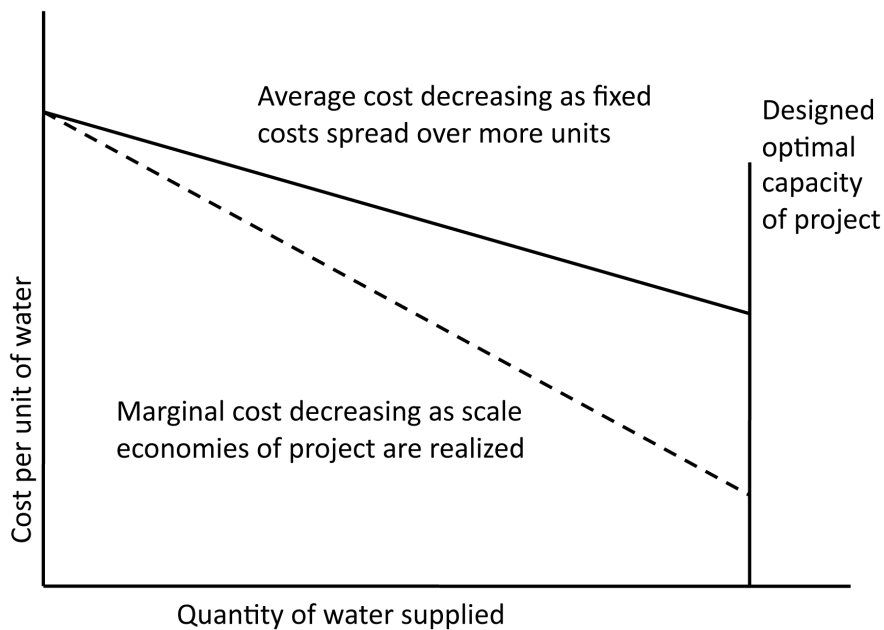 Average cost decreasing as fixed
costs spread over more units
Designed
optimal
capacity
of project
Cost per unit of water
Marginal cost decreasing as scale
economies of project are realized
Quantity of water supplied